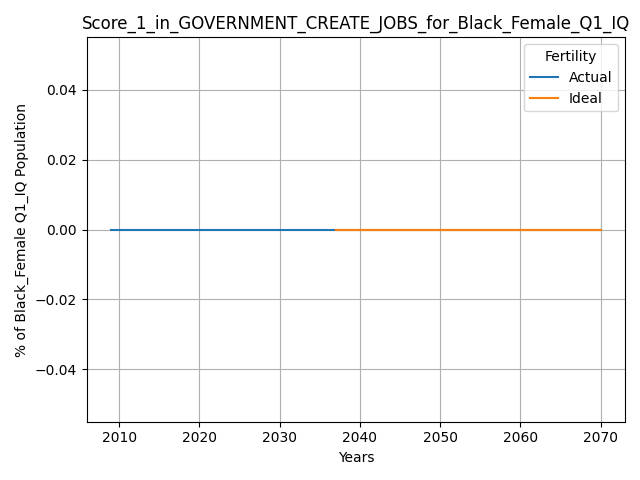 Score_1_in_GOVERNMENT_CREATE_JOBS_for_Black_Female_Q1_IQ
Fertility
Actual
Ideal
% of Black_Female Q1_IQ Population
0.04
0.02
0.00
−0.02
−0.04
2010 2020 2030 2040 2050 2060 2070
Years